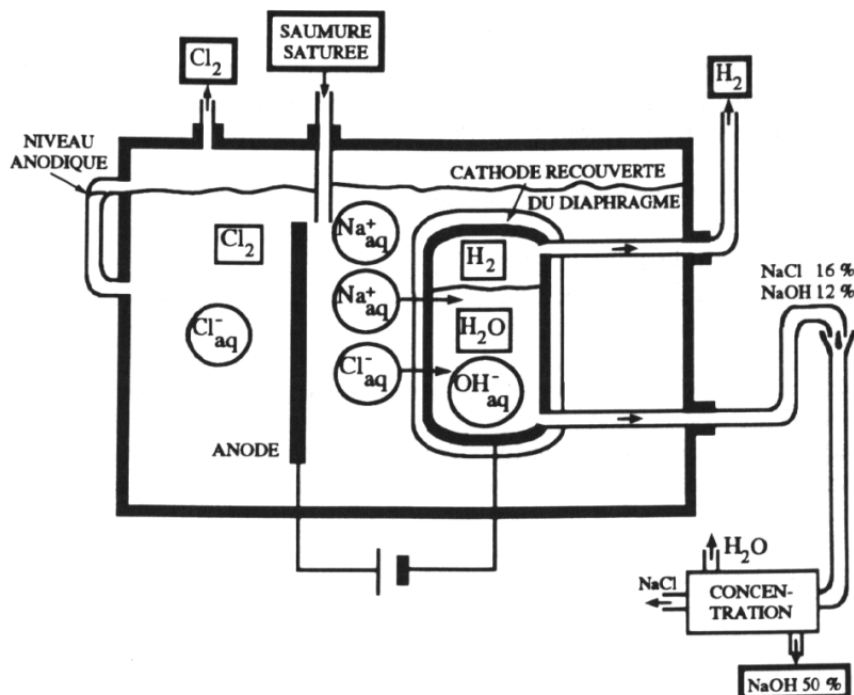 SAUMURE
SATUREE
Cl2
H2
NIVEAU
ANODIQUE
CATHODE RECOUVERTE
DU DIAPHRAGME
Cl2
Na+ aq
H2
NaCl 16 %
NaOH 12 %
Na+ aq
H2O
Cl- aq
Cl- aq
OH- aq
ANODE
H2O
NaCl
CONCEN-
TRATION
NaOH 50 %